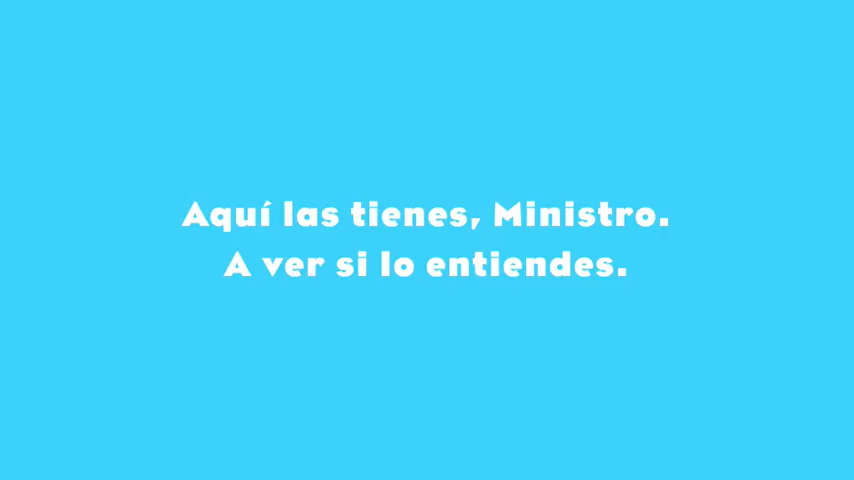 Aquí las tienes, Ministro.
A ver si lo entiendes.